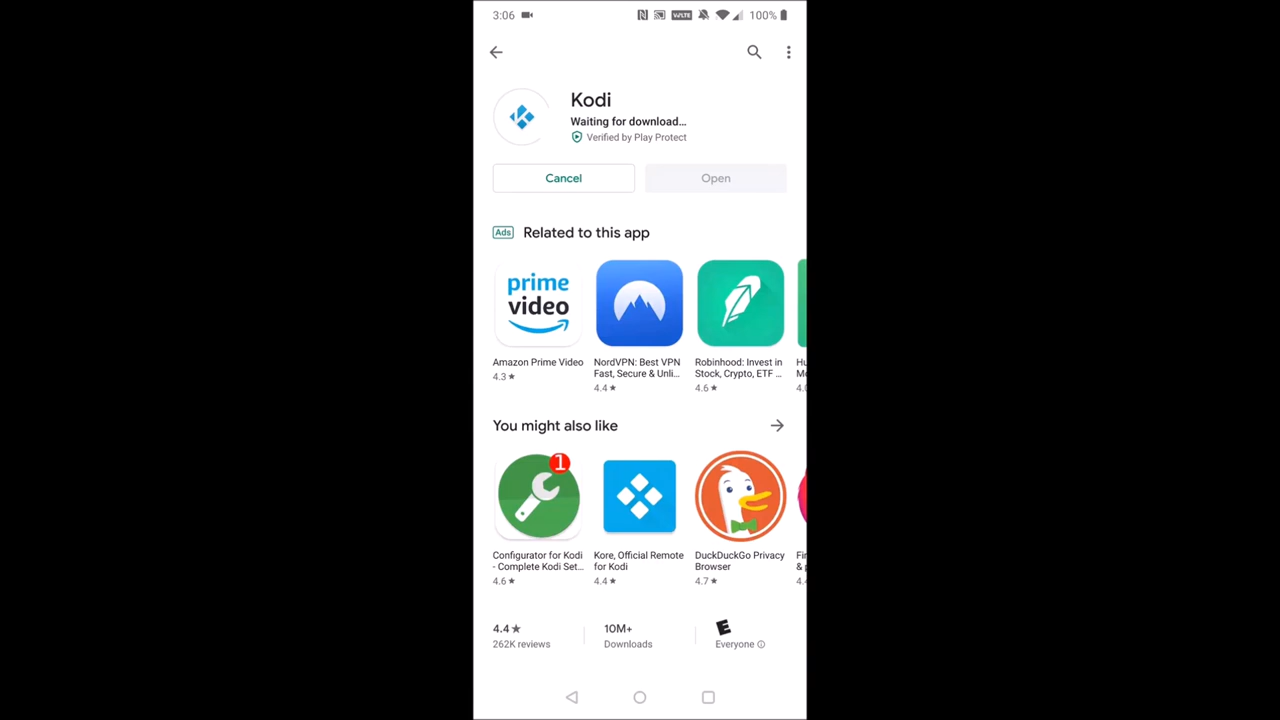 3:06 VoLTE 100%
Kodi
Waiting for download...
Verified by Play Protect
Cancel Open
Ads Related to this app
prime video
Amazon Prime Video
4.3★
NordVPN: Best VPN
Fast, Secure & Unli...
4.4★
Robinhood: Invest in
Stock, Crypto, ETF ...
4.6★
You might also like
1
Configurator for Kodi
- Complete Kodi Set...
4.6★
Kore, Official Remote
for Kodi
4.4★
DuckDuckGo Privacy
Browser
4.7★
4.4★ 10M+ E
262K reviews Downloads Everyone